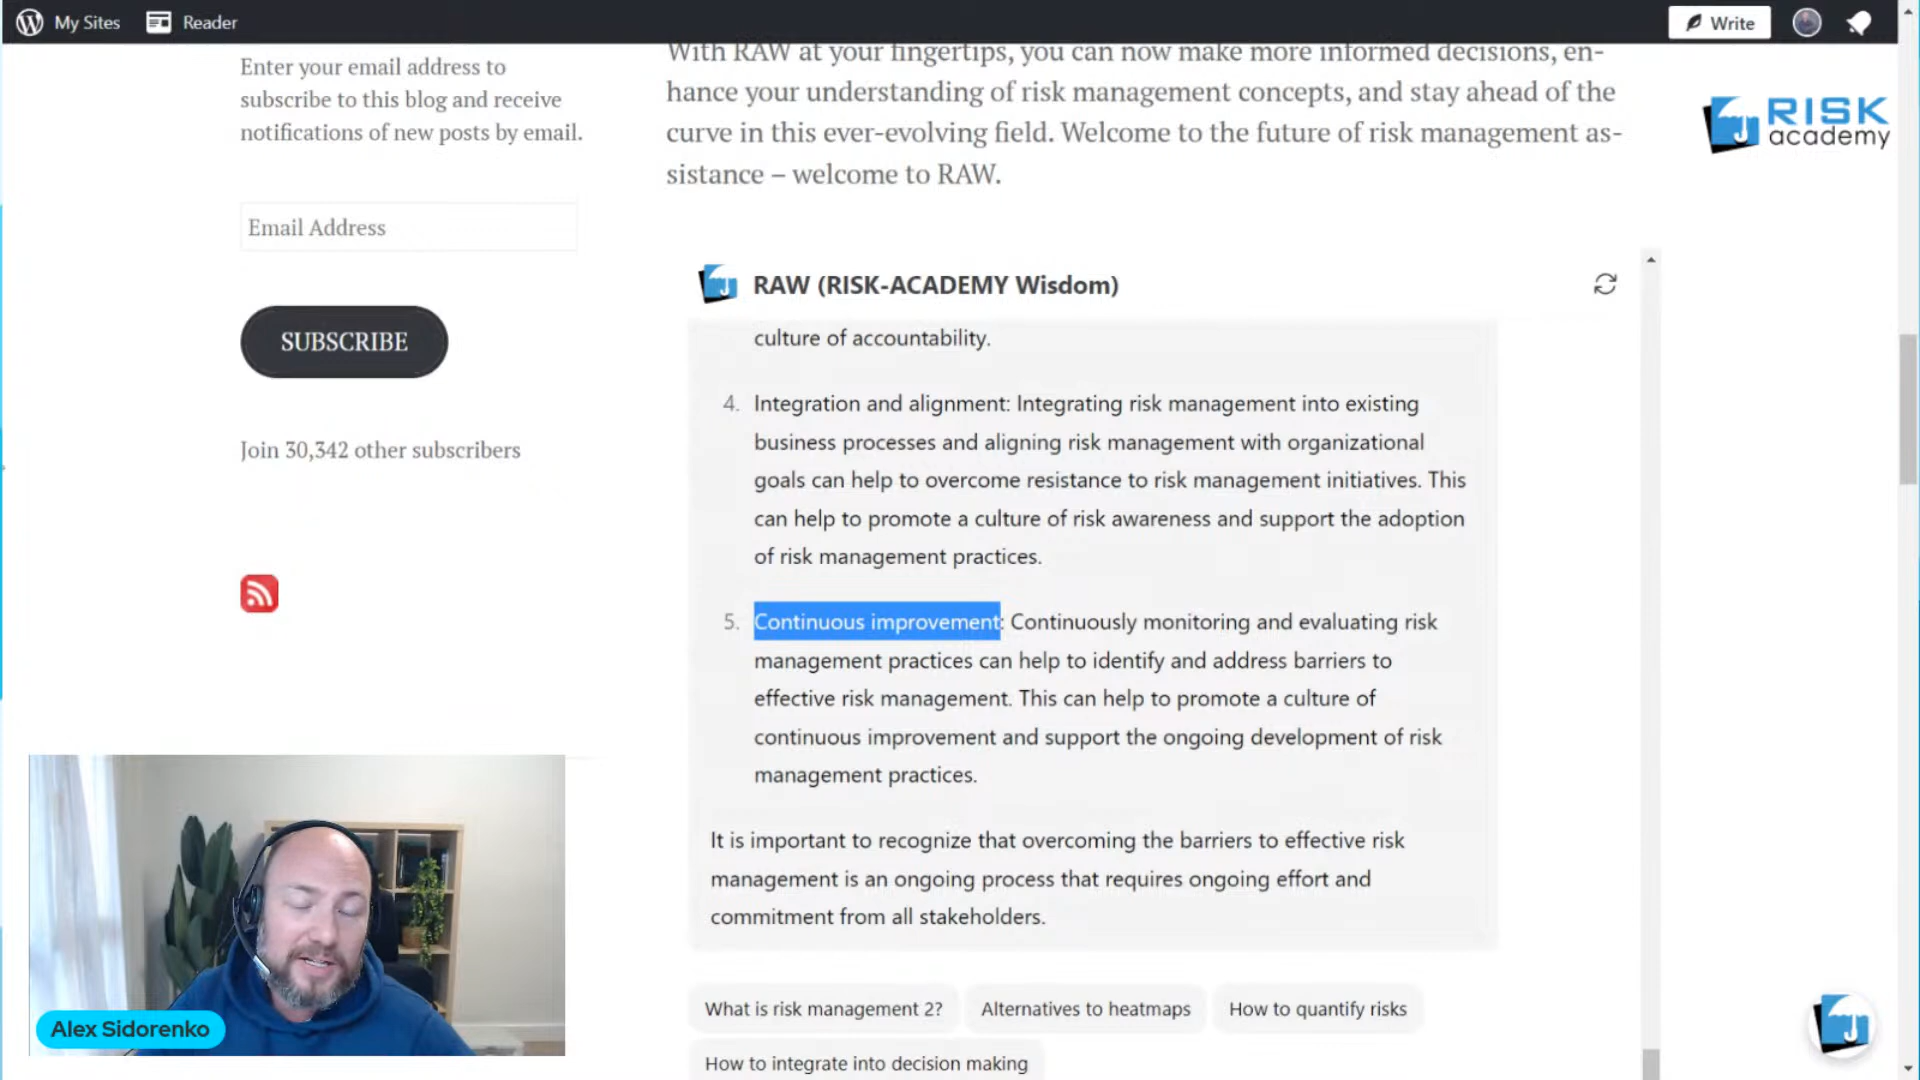 My Sites
Reader
Write
Enter your email address to
subscribe to this blog and receive
notifications of new posts by email.
Email Address
SUBSCRIBE
Join 30,342 other subscribers
With RAW at your fingertips, you can now make more informed decisions, en-
hance your understanding of risk management concepts, and stay ahead of the
curve in this ever-evolving field. Welcome to the future of risk management as-
sistance – welcome to RAW.
RISK
academy
RAW (RISK-ACADEMY Wisdom)
culture of accountability.
4. Integration and alignment: Integrating risk management into existing
business processes and aligning risk management with organizational
goals can help to overcome resistance to risk management initiatives. This
can help to promote a culture of risk awareness and support the adoption
of risk management practices.
5. Continuous improvement: Continuously monitoring and evaluating risk
management practices can help to identify and address barriers to
effective risk management. This can help to promote a culture of
continuous improvement and support the ongoing development of risk
management practices.
It is important to recognize that overcoming the barriers to effective risk
management is an ongoing process that requires ongoing effort and
commitment from all stakeholders.
What is risk management 2?
Alternatives to heatmaps
How to quantify risks
How to integrate into decision making
Alex Sidorenko